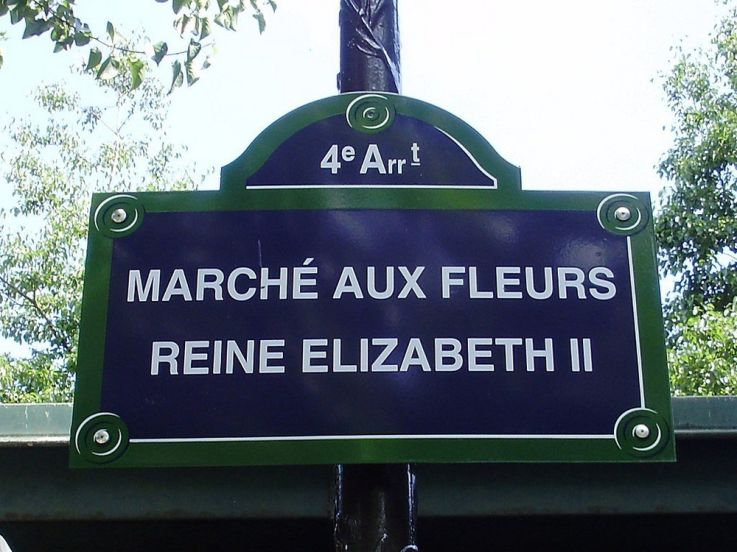 4e Arrt
MARCHÉ AUX FLEURS
REINE ELIZABETH II